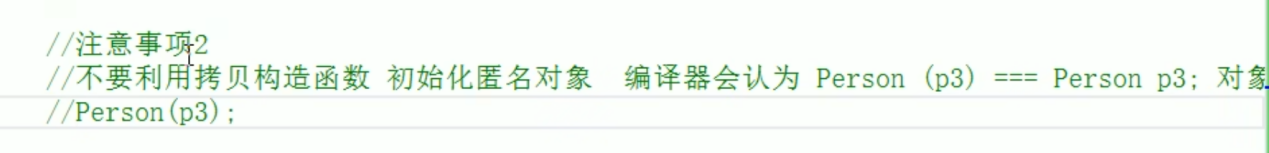 //注意事项2
//不要利用拷贝构造函数 初始化匿名对象  编译器会认为 Person (p3) === Person p3; 对象
//Person(p3);